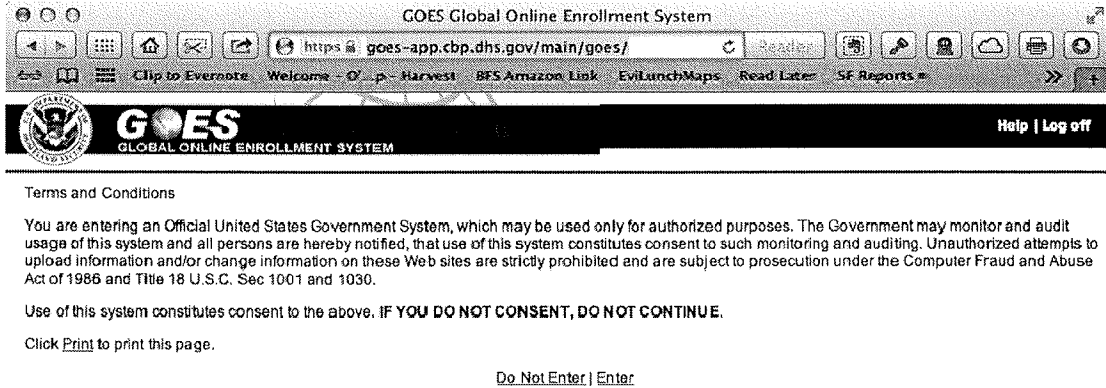 GOES Global Online Enrollment System
https goes-app.cbp.dhs.gov/main/goes/ Reader
Clip to Evernote Welcome - O'...p - Harvest BFS Amazon Link EvilLunchMaps Read Later SF Reports »
GOES
GLOBAL ONLINE ENROLLMENT SYSTEM
Help | Log off
Terms and Conditions
You are entering an Official United States Government System, which may be used only for authorized purposes. The Government may monitor and audit
usage of this system and all persons are hereby notified, that use of this system constitutes consent to such monitoring and auditing. Unauthorized attempts to
upload information and/or change information on these Web sites are strictly prohibited and are subject to prosecution under the Computer Fraud and Abuse
Act of 1986 and Title 18 U.S.C. Sec 1001 and 1030.
Use of this system constitutes consent to the above. IF YOU DO NOT CONSENT, DO NOT CONTINUE.
Click Print to print this page.
Do Not Enter | Enter